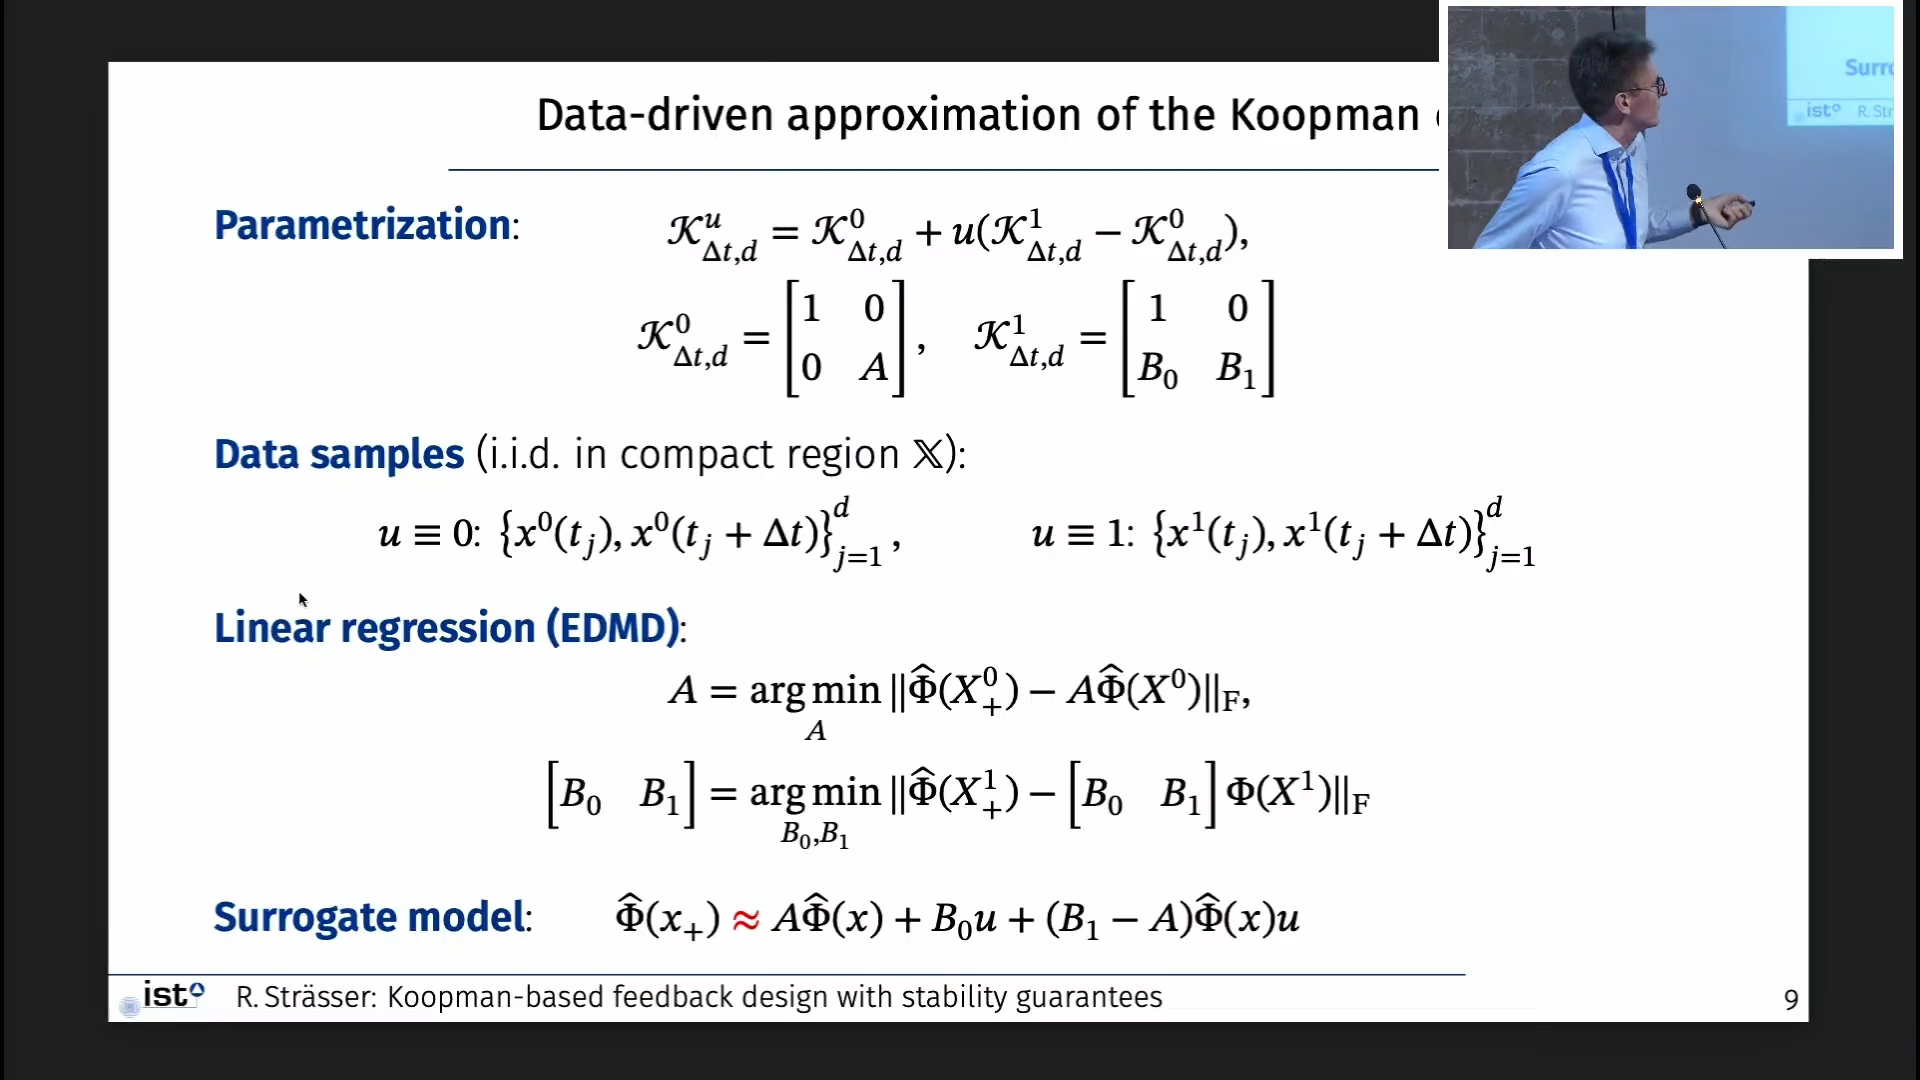 Data-driven approximation of the Koopman
Parametrization: 𝒦^u_{Δt,d} = 𝒦^0_{Δt,d} + u(𝒦^1_{Δt,d} − 𝒦^0_{Δt,d}),
𝒦^0_{Δt,d} = [1 0; 0 A], 𝒦^1_{Δt,d} = [1 0; B_0 B_1]
Data samples (i.i.d. in compact region 𝕏):
u ≡ 0: {x^0(t_j), x^0(t_j + Δt)}^d_{j=1}, u ≡ 1: {x^1(t_j), x^1(t_j + Δt)}^d_{j=1}
Linear regression (EDMD):
A = arg min_A ‖Φ̂(X^0_+) − AΦ̂(X^0)‖_F,
[B_0 B_1] = arg min_{B_0,B_1} ‖Φ̂(X^1_+) − [B_0 B_1] Φ(X^1)‖_F
Surrogate model: Φ̂(x_+) ≈ AΦ̂(x) + B_0u + (B_1 − A)Φ̂(x)u
ist R. Strässer: Koopman-based feedback design with stability guarantees 9
Surr
ist R. Str